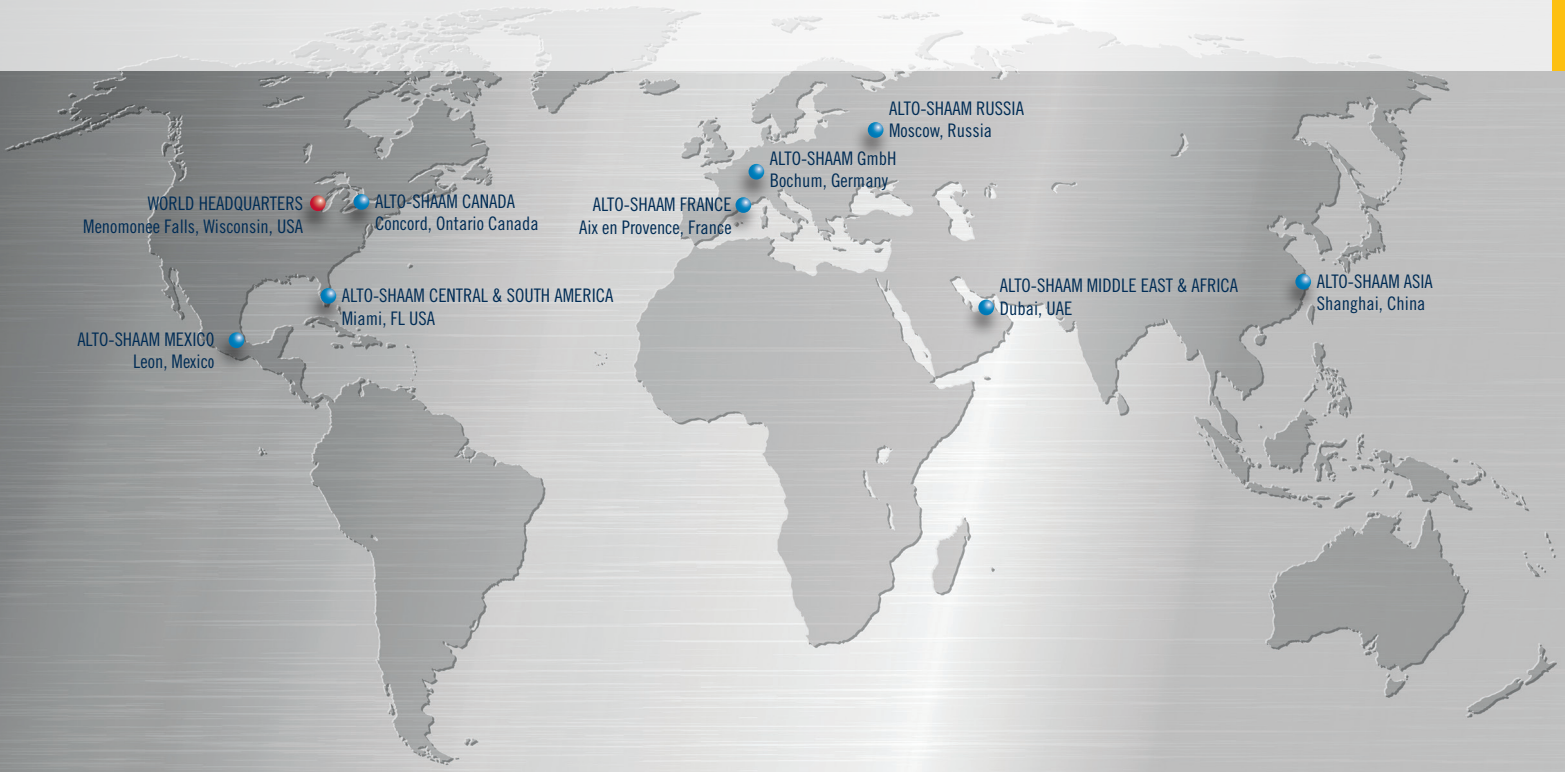 ALTO-SHAAM RUSSIA
Moscow, Russia
ALTO-SHAAM GmbH
Bochum, Germany
WORLD HEADQUARTERS
Menomonee Falls, Wisconsin, USA
ALTO-SHAAM CANADA
Concord, Ontario Canada
ALTO-SHAAM FRANCE
Aix en Provence, France
ALTO-SHAAM MIDDLE EAST & AFRICA
Dubai, UAE
ALTO-SHAAM ASIA
Shanghai, China
ALTO-SHAAM CENTRAL & SOUTH AMERICA
Miami, FL USA
ALTO-SHAAM MEXICO
Leon, Mexico